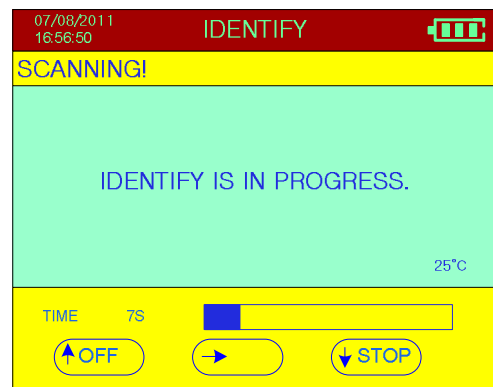 07/08/2011
16:56:50
IDENTIFY
SCANNING!
IDENTIFY IS IN PROGRESS.
25°C
TIME 7S
↑ OFF → ↓ STOP